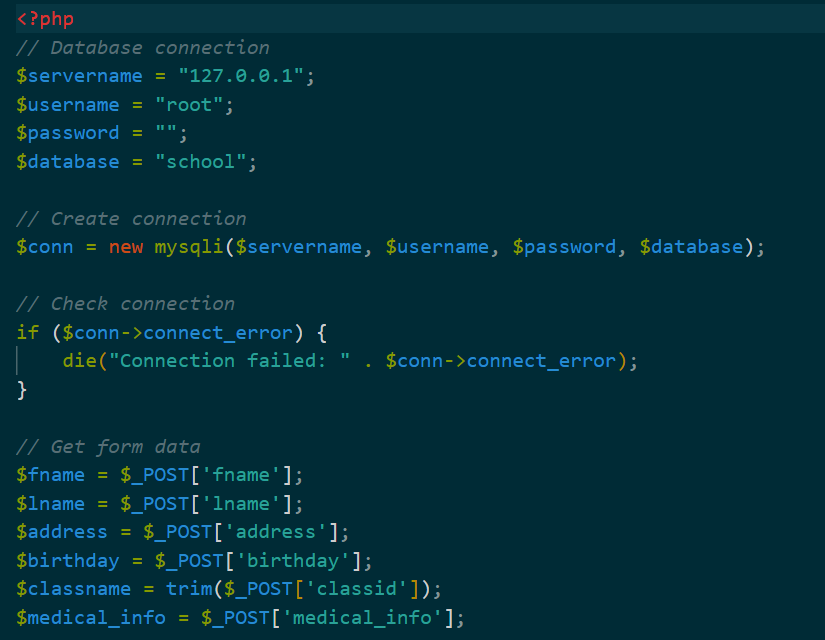 <?php
// Database connection
$servername = "127.0.0.1";
$username = "root";
$password = "";
$database = "school";
// Create connection
$conn = new mysqli($servername, $username, $password, $database);
// Check connection
if ($conn->connect_error) {
    die("Connection failed: " . $conn->connect_error);
}
// Get form data
$fname = $_POST['fname'];
$lname = $_POST['lname'];
$address = $_POST['address'];
$birthday = $_POST['birthday'];
$classname = trim($_POST['classid']);
$medical_info = $_POST['medical_info'];